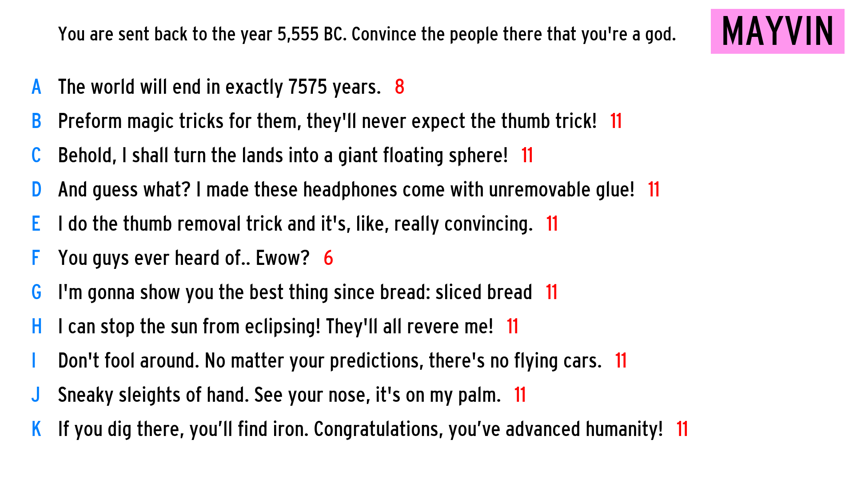 You are sent back to the year 5,555 BC. Convince the people there that you're a god.
MAYVIN
A The world will end in exactly 7575 years. 8
B Preform magic tricks for them, they'll never expect the thumb trick! 11
C Behold, I shall turn the lands into a giant floating sphere! 11
D And guess what? I made these headphones come with unremovable glue! 11
E I do the thumb removal trick and it's, like, really convincing. 11
F You guys ever heard of.. Ewow? 6
G I'm gonna show you the best thing since bread: sliced bread 11
H I can stop the sun from eclipsing! They'll all revere me! 11
I Don't fool around. No matter your predictions, there's no flying cars. 11
J Sneaky sleights of hand. See your nose, it's on my palm. 11
K If you dig there, you’ll find iron. Congratulations, you’ve advanced humanity! 11